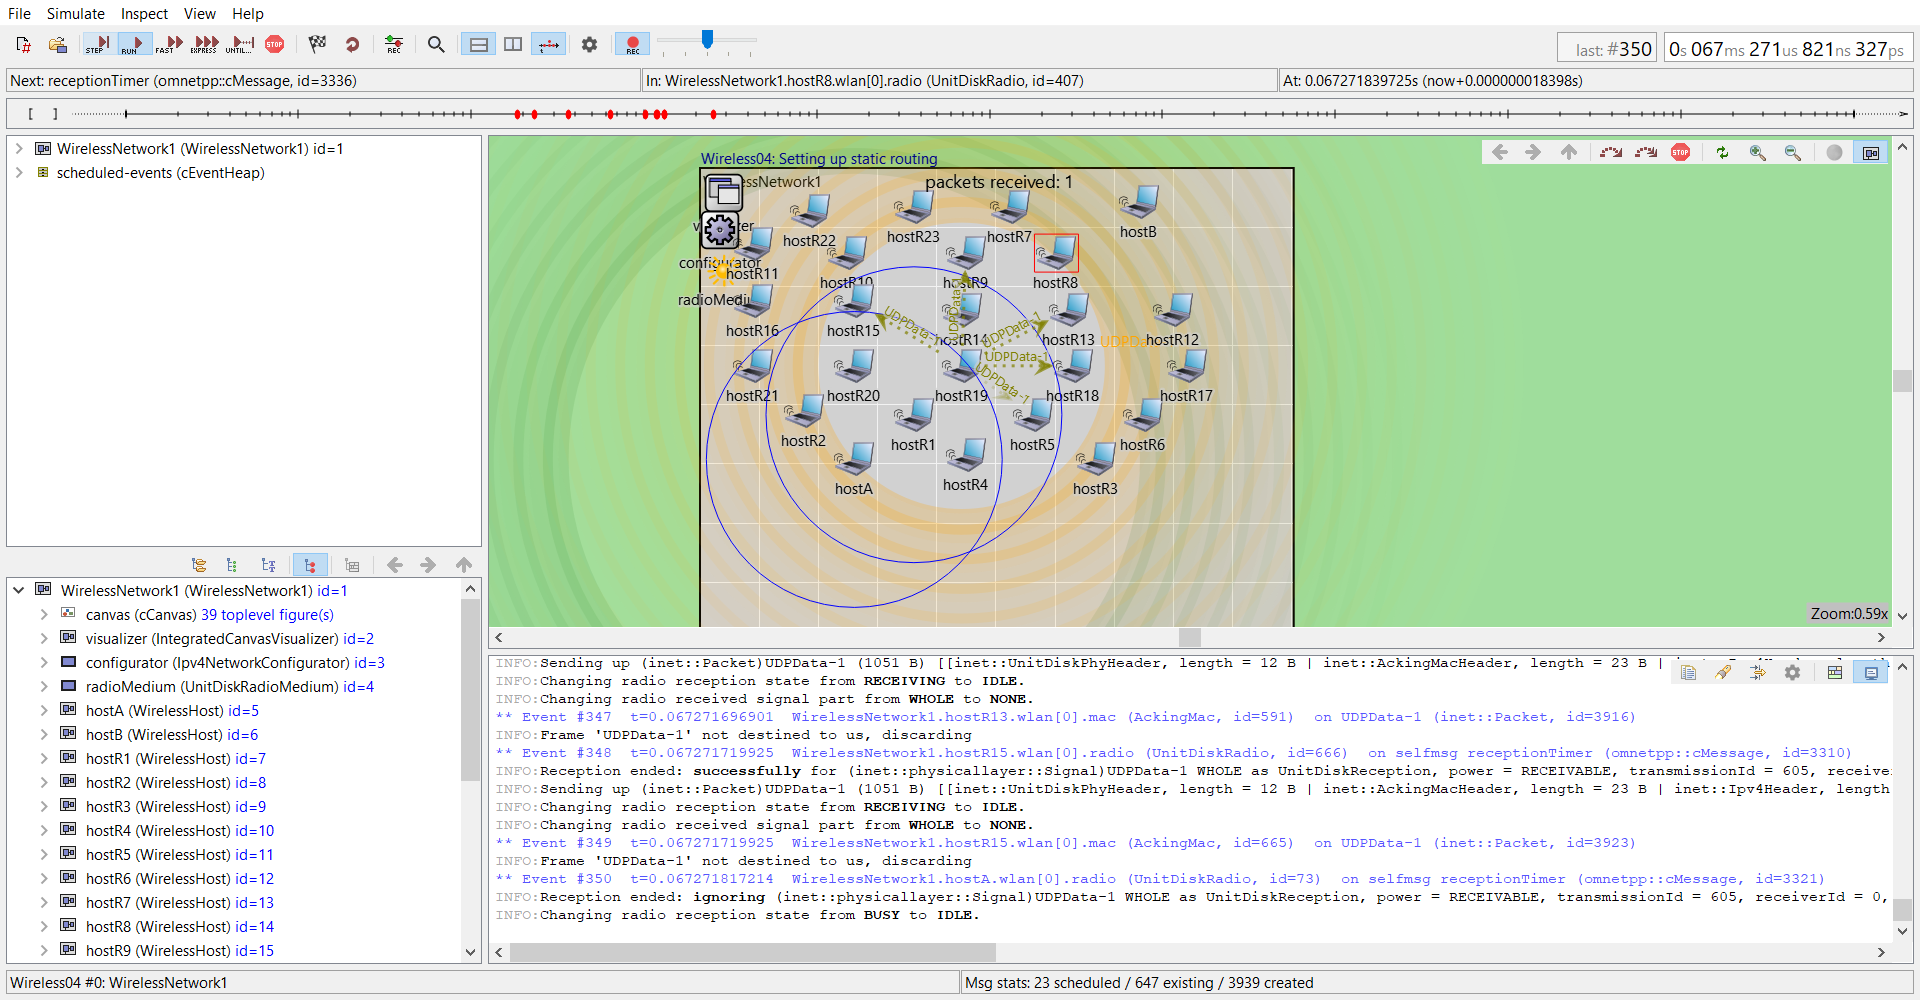 File Simulate Inspect View Help
STEP RUN FAST EXPRESS UNTIL... STOP REC REC
last: #350 0s 067ms 271us 821ns 327ps
Next: receptionTimer (omnetpp::cMessage, id=3336) In: WirelessNetwork1.hostR8.wlan[0].radio (UnitDiskRadio, id=407) At: 0.067271839725s (now+0.000000018398s)
[ ]
WirelessNetwork1 (WirelessNetwork1) id=1
scheduled-events (cEventHeap)
WirelessNetwork1 (WirelessNetwork1) id=1
canvas (cCanvas) 39 toplevel figure(s)
visualizer (IntegratedCanvasVisualizer) id=2
configurator (Ipv4NetworkConfigurator) id=3
radioMedium (UnitDiskRadioMedium) id=4
hostA (WirelessHost) id=5
hostB (WirelessHost) id=6
hostR1 (WirelessHost) id=7
hostR2 (WirelessHost) id=8
hostR3 (WirelessHost) id=9
hostR4 (WirelessHost) id=10
hostR5 (WirelessHost) id=11
hostR6 (WirelessHost) id=12
hostR7 (WirelessHost) id=13
hostR8 (WirelessHost) id=14
hostR9 (WirelessHost) id=15
Wireless04: Setting up static routing
STOP
packets received: 1
hostR22 hostR23 hostR7 hostB
configurator hostR11 hostR10 hostR9 hostR8
hostR16 hostR15 hostR14 hostR13 hostR12
UDPData-1
UDPData-1
UDPData-1
UDPData-1
hostR21 hostR20 hostR19 hostR18 hostR17
hostR2 hostR1 hostR5 hostR6
hostA hostR4 hostR3
Zoom:0.59x
INFO:Sending up (inet::Packet)UDPData-1 (1051 B) [[inet::UnitDiskPhyHeader, length = 12 B | inet::AckingMacHeader, length = 23 B |
INFO:Changing radio reception state from RECEIVING to IDLE.
INFO:Changing radio received signal part from WHOLE to NONE.
** Event #347 t=0.067271696901 WirelessNetwork1.hostR13.wlan[0].mac (AckingMac, id=591) on UDPData-1 (inet::Packet, id=3916)
INFO:Frame 'UDPData-1' not destined to us, discarding
** Event #348 t=0.067271719925 WirelessNetwork1.hostR15.wlan[0].radio (UnitDiskRadio, id=666) on selfmsg receptionTimer (omnetpp::cMessage, id=3310)
INFO:Reception ended: successfully for (inet::physicallayer::Signal)UDPData-1 WHOLE as UnitDiskReception, power = RECEIVABLE, transmissionId = 605, receive
INFO:Sending up (inet::Packet)UDPData-1 (1051 B) [[inet::UnitDiskPhyHeader, length = 12 B | inet::AckingMacHeader, length = 23 B | inet::Ipv4Header, length
INFO:Changing radio reception state from RECEIVING to IDLE.
INFO:Changing radio received signal part from WHOLE to NONE.
** Event #349 t=0.067271719925 WirelessNetwork1.hostR15.wlan[0].mac (AckingMac, id=665) on UDPData-1 (inet::Packet, id=3923)
INFO:Frame 'UDPData-1' not destined to us, discarding
** Event #350 t=0.067271817214 WirelessNetwork1.hostA.wlan[0].radio (UnitDiskRadio, id=73) on selfmsg receptionTimer (omnetpp::cMessage, id=3321)
INFO:Reception ended: ignoring (inet::physicallayer::Signal)UDPData-1 WHOLE as UnitDiskReception, power = RECEIVABLE, transmissionId = 605, receiverId = 0,
INFO:Changing radio reception state from BUSY to IDLE.
Wireless04 #0: WirelessNetwork1 Msg stats: 23 scheduled / 647 existing / 3939 created